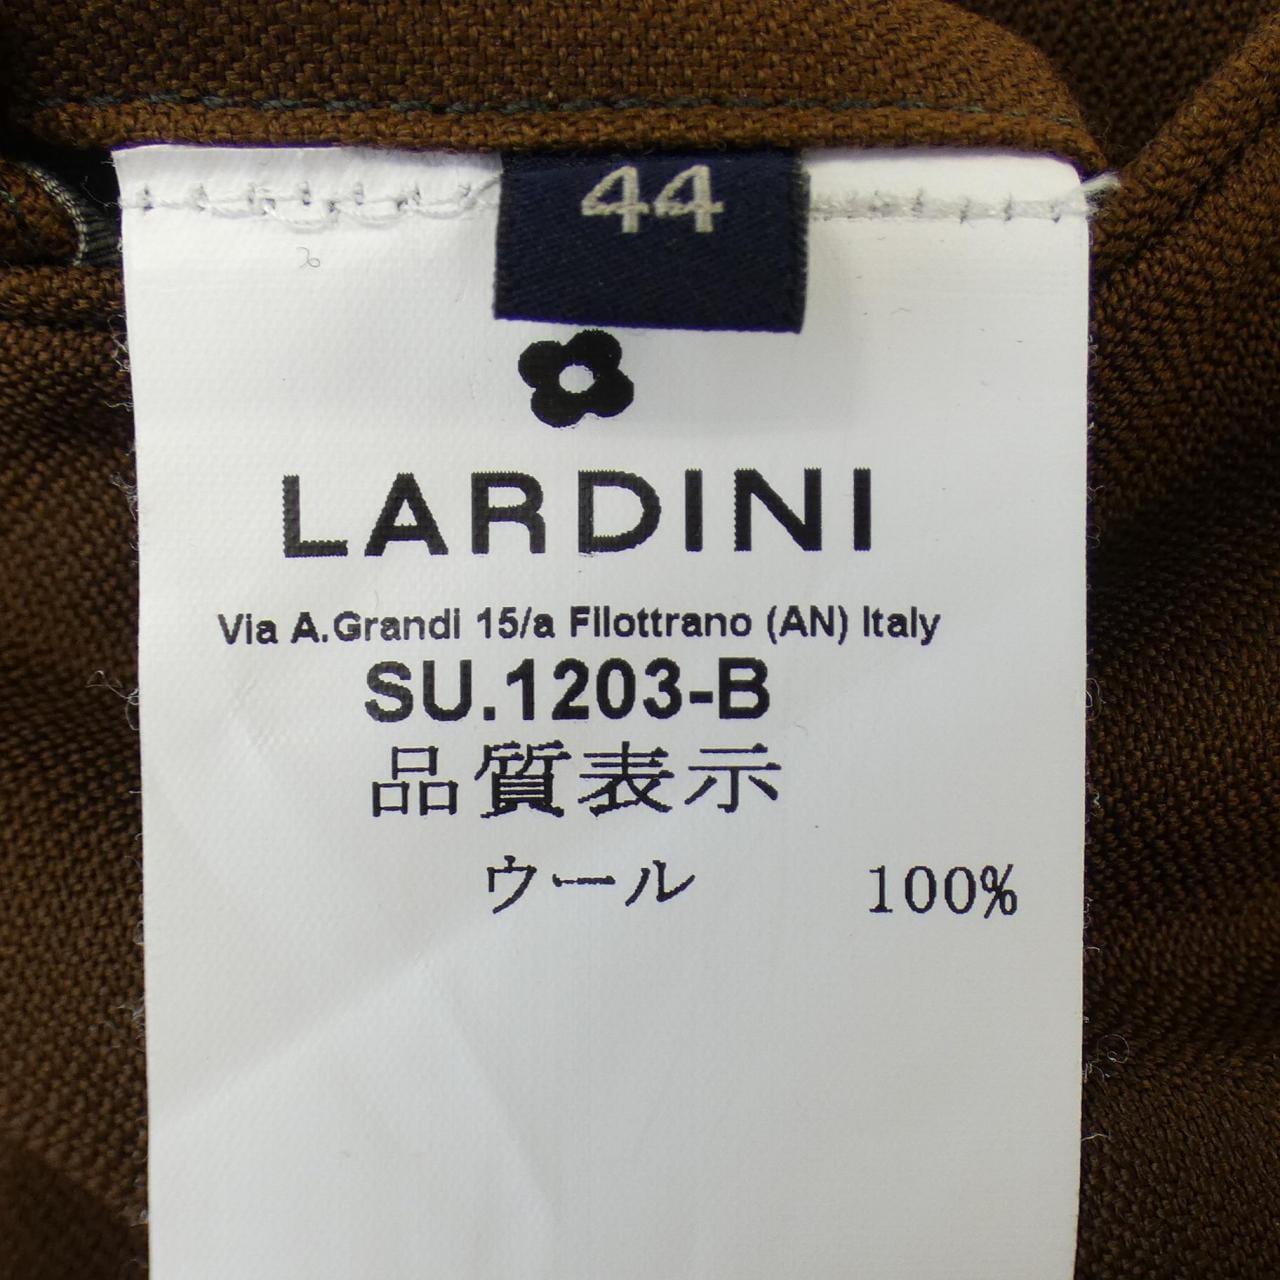 44
LARDINI
Via A.Grandi 15/a Filottrano (AN) Italy
SU.1203-B
品質表示
ウール 100%